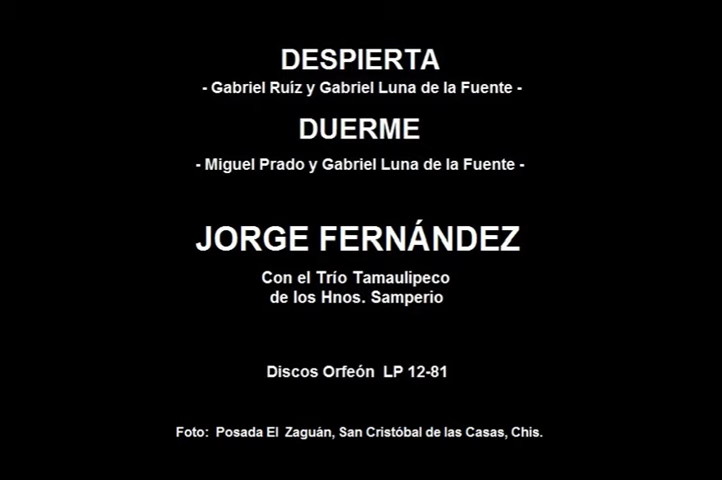 DESPIERTA
- Gabriel Ruíz y Gabriel Luna de la Fuente -
DUERME
- Miguel Prado y Gabriel Luna de la Fuente -
JORGE FERNÁNDEZ
Con el Trío Tamaulipeco
de los Hnos. Samperio
Discos Orfeón LP 12-81
Foto: Posada El Zaguán, San Cristóbal de las Casas, Chis.